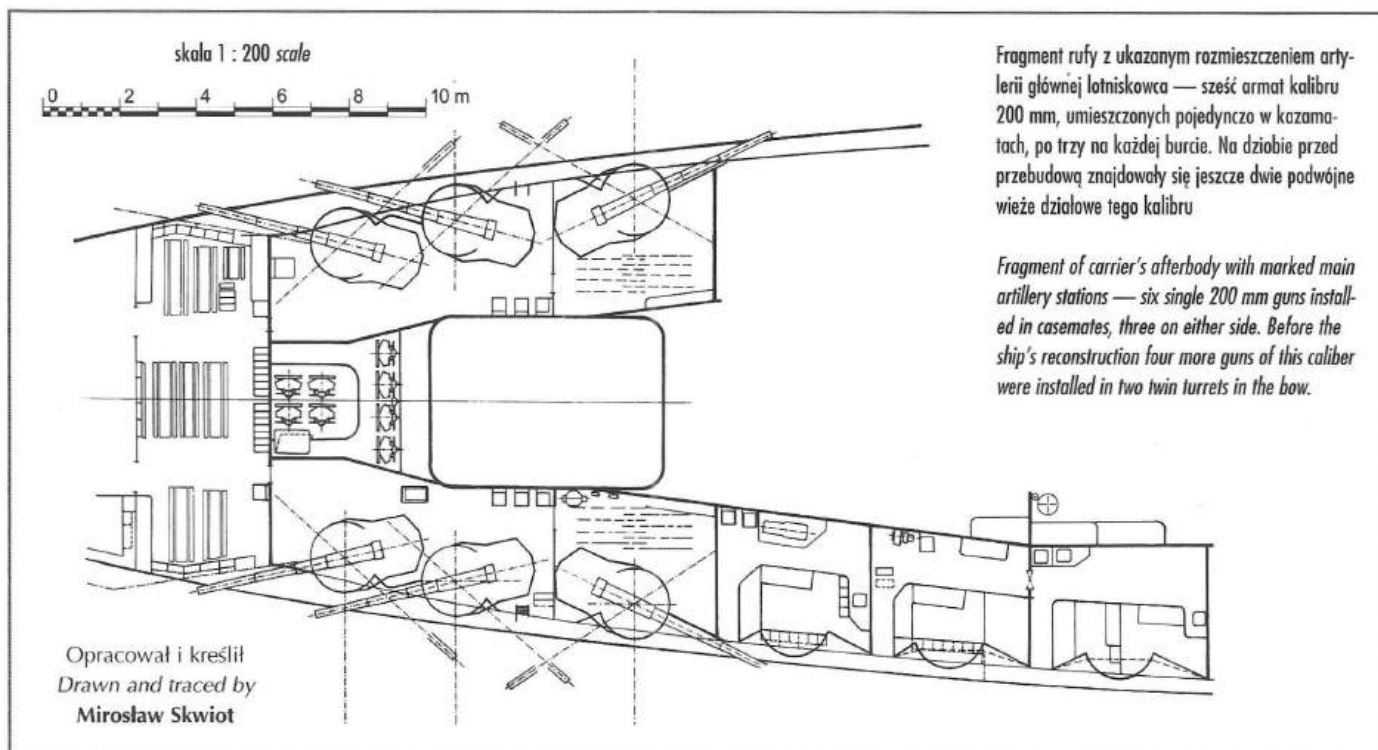 skala 1 : 200 scale
0 2 4 6 8 10 m
Fragment rufy z ukazanym rozmieszczeniem arty-
lerii głównej lotniskowca — sześć armat kalibru
200 mm, umieszczonych pojedynczo w kazama-
tach, po trzy na każdej burcie. Na dziobie przed
przebudową znajdowały się jeszcze dwie podwójne
wieże działowe tego kalibru
Fragment of carrier's afterbody with marked main
artillery stations — six single 200 mm guns install-
ed in casemates, three on either side. Before the
ship's reconstruction four more guns of this caliber
were installed in two twin turrets in the bow.
Opracował i kreślił
Drawn and traced by
Mirosław Skwiot